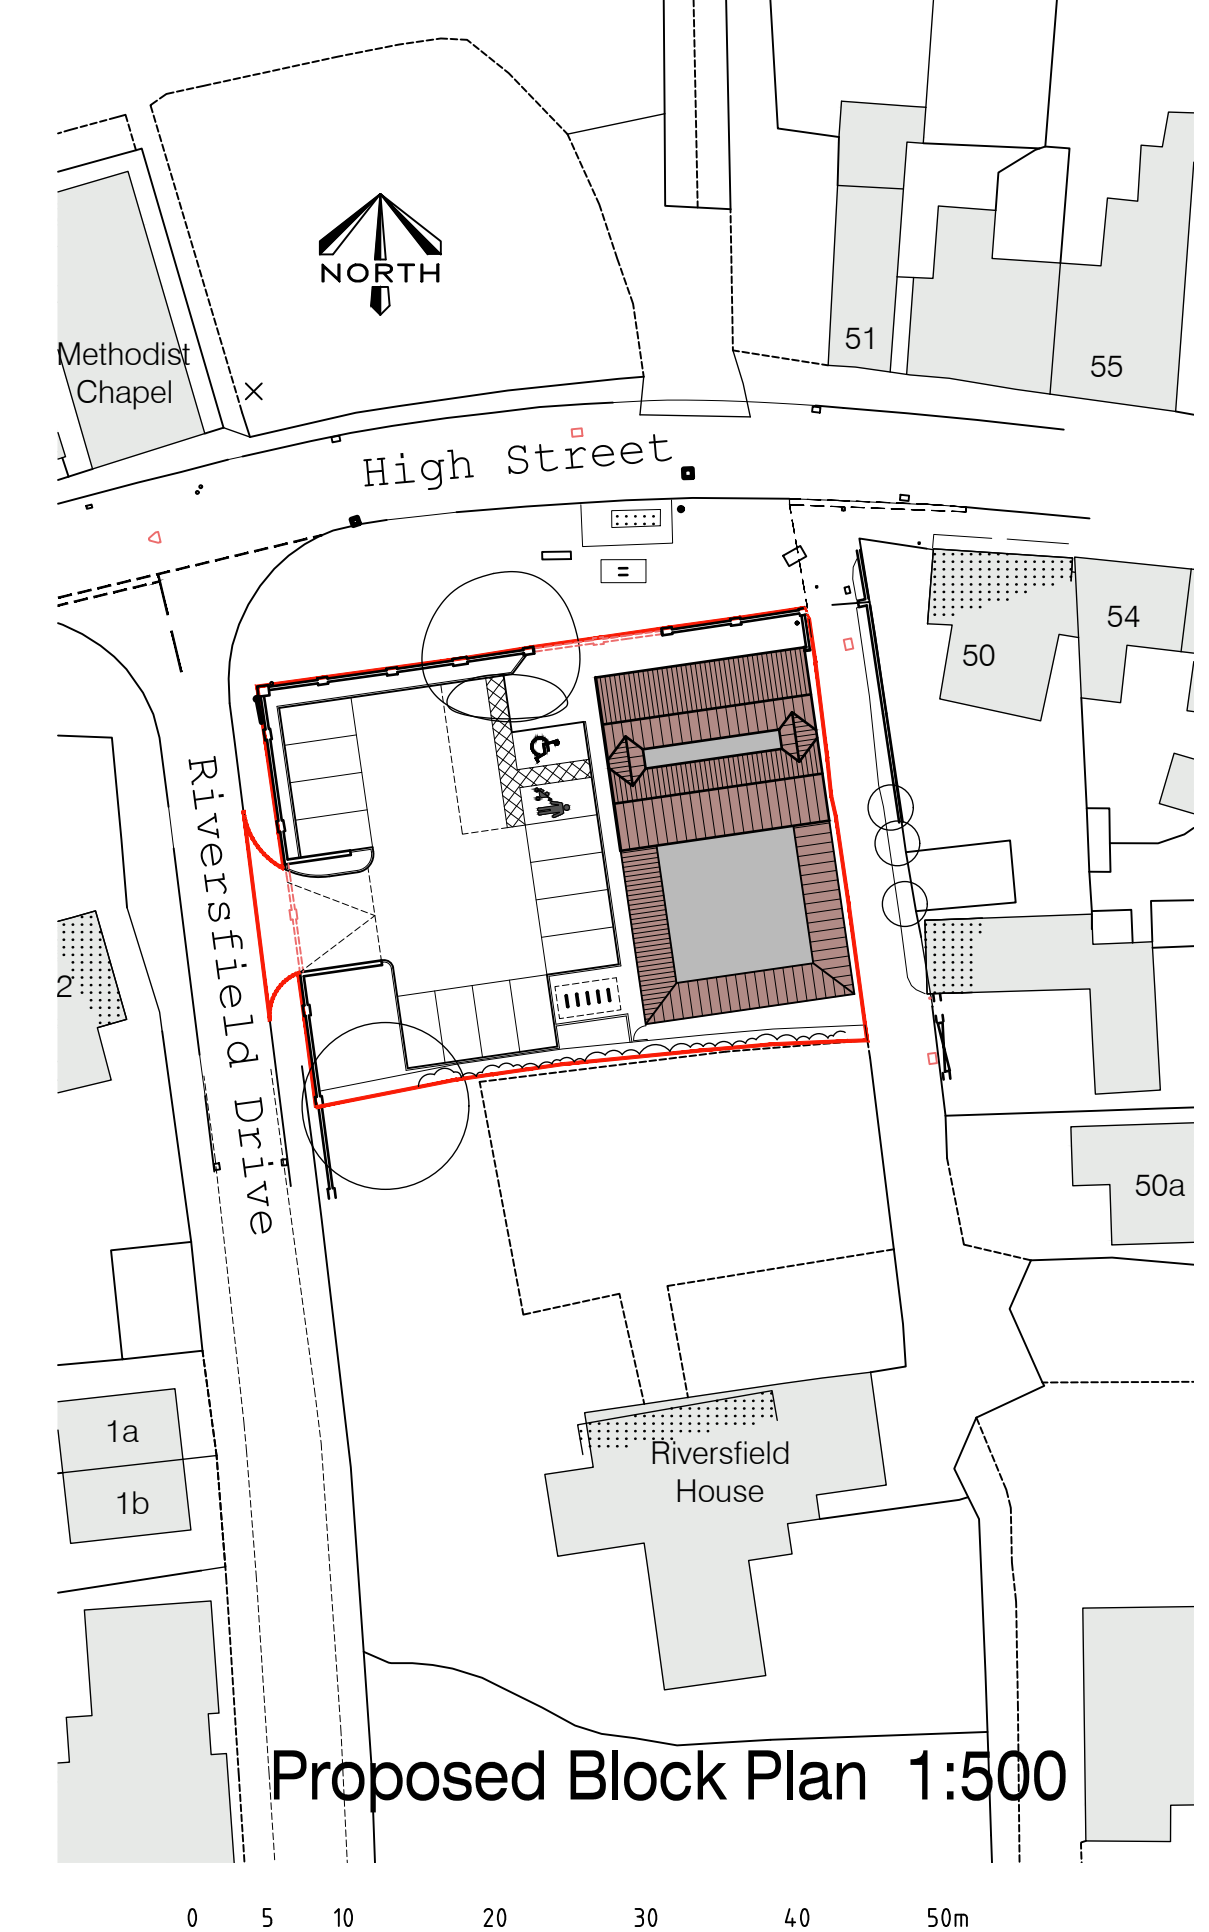 NORTH
Methodist
Chapel
51
55
High Street
50
54
Riversfield Drive
2
50a
1a
1b
Riversfield
House
Proposed Block Plan 1:500
0 5 10 20 30 40 50m